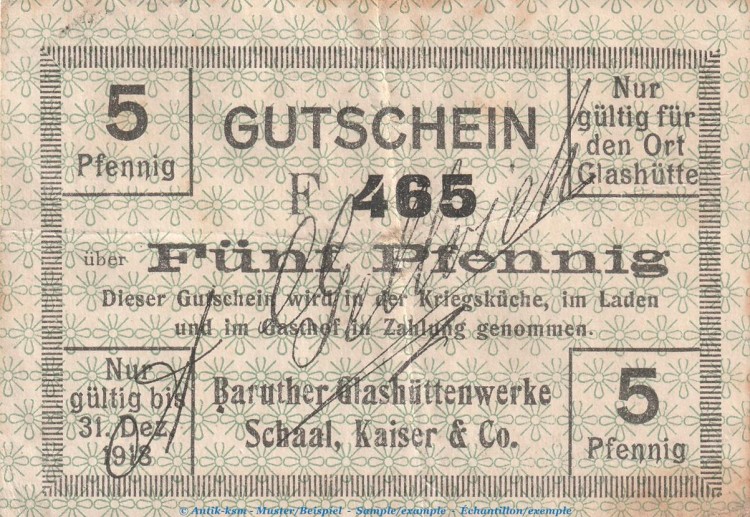 5
Pfennig
GUTSCHEIN
Nur
gültig für
den Ort
Glashütte
F 465
über Fünf Pfennig
Dieser Gutschein wird in der Kriegsküche, im Laden
und im Gasthof in Zahlung genommen.
Nur
gültig bis
31. Dez.
1918
Baruther Glashüttenwerke
Schaal, Kaiser & Co.
5
Pfennig
© Antik-ksm - Muster/Beispiel - Sample/example - Échantillon/exemple